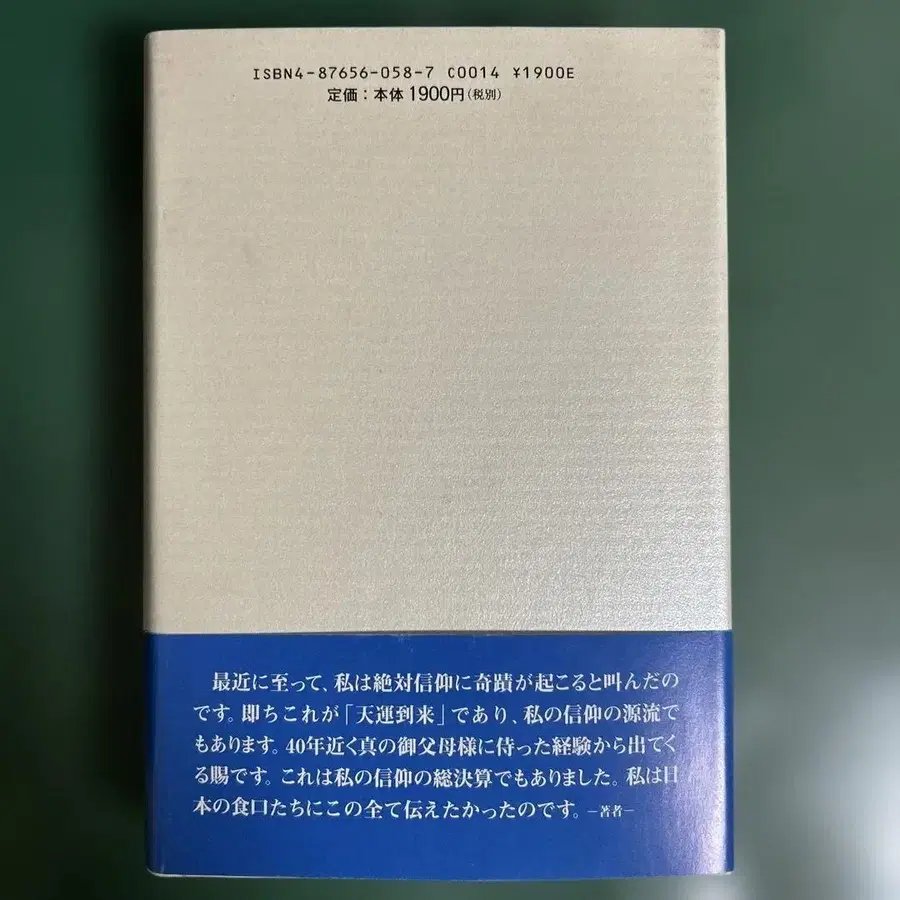 ISBN4-87656-058-7 C0014 ¥1900E
定価：本体1900円（税別）
最近に至って、私は絶対信仰に奇蹟が起こると叫んだの
です。即ちこれが「天運到来」であり、私の信仰の源流で
もあります。40年近く真の御父母様に侍った経験から出てく
る賜です。これは私の信仰の総決算でもありました。私は日
本の食口たちにこの全て伝えたかったのです。―著者―